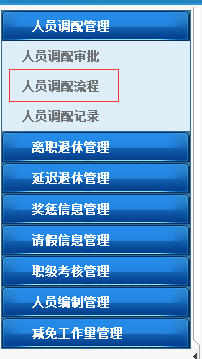 人员调配管理
人员调配审批
人员调配流程
人员调配记录
离职退休管理
延迟退休管理
奖惩信息管理
请假信息管理
职级考核管理
人员编制管理
减免工作量管理